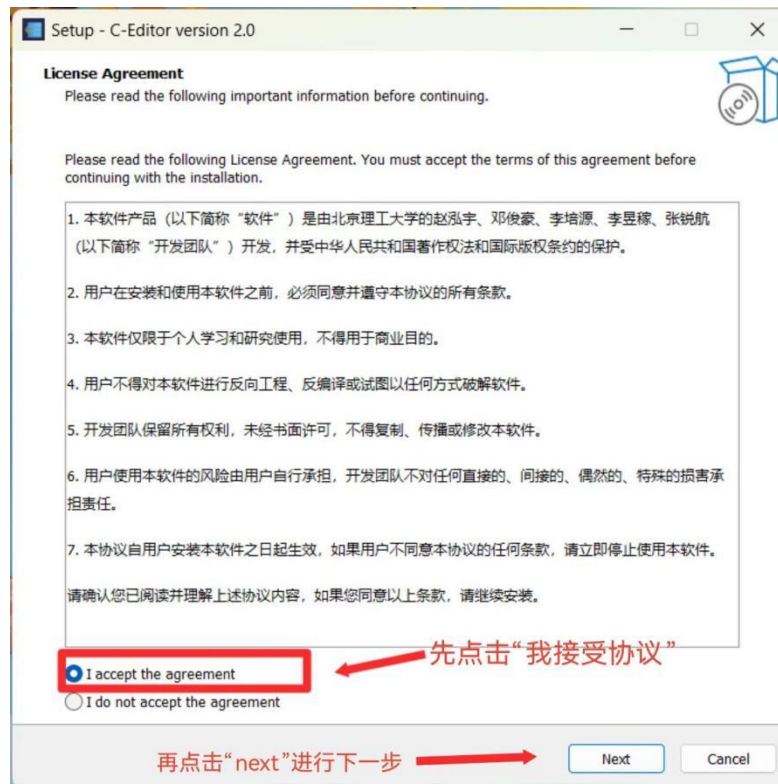 Setup - C-Editor version 2.0
License Agreement
Please read the following important information before continuing.
Please read the following License Agreement. You must accept the terms of this agreement before
continuing with the installation.
1. 本软件产品（以下简称“软件”）是由北京理工大学的赵泓宇、邓俊豪、李培源、李昱稼、张锐航
（以下简称“开发团队”）开发，并受中华人民共和国著作权法和国际版权条约的保护。
2. 用户在安装和使用本软件之前，必须同意并遵守本协议的所有条款。
3. 本软件仅限于个人学习和研究使用，不得用于商业目的。
4. 用户不得对本软件进行反向工程、反编译或试图以任何方式破解软件。
5. 开发团队保留所有权利，未经书面许可，不得复制、传播或修改本软件。
6. 用户使用本软件的风险由用户自行承担，开发团队不对任何直接的、间接的、偶然的、特殊的损害承
担责任。
7. 本协议自用户安装本软件之日起生效，如果用户不同意本协议的任何条款，请立即停止使用本软件。
请确认您已阅读并理解上述协议内容，如果您同意以上条款，请继续安装。
先点击“我接受协议”
I accept the agreement
I do not accept the agreement
再点击“next”进行下一步
Next
Cancel